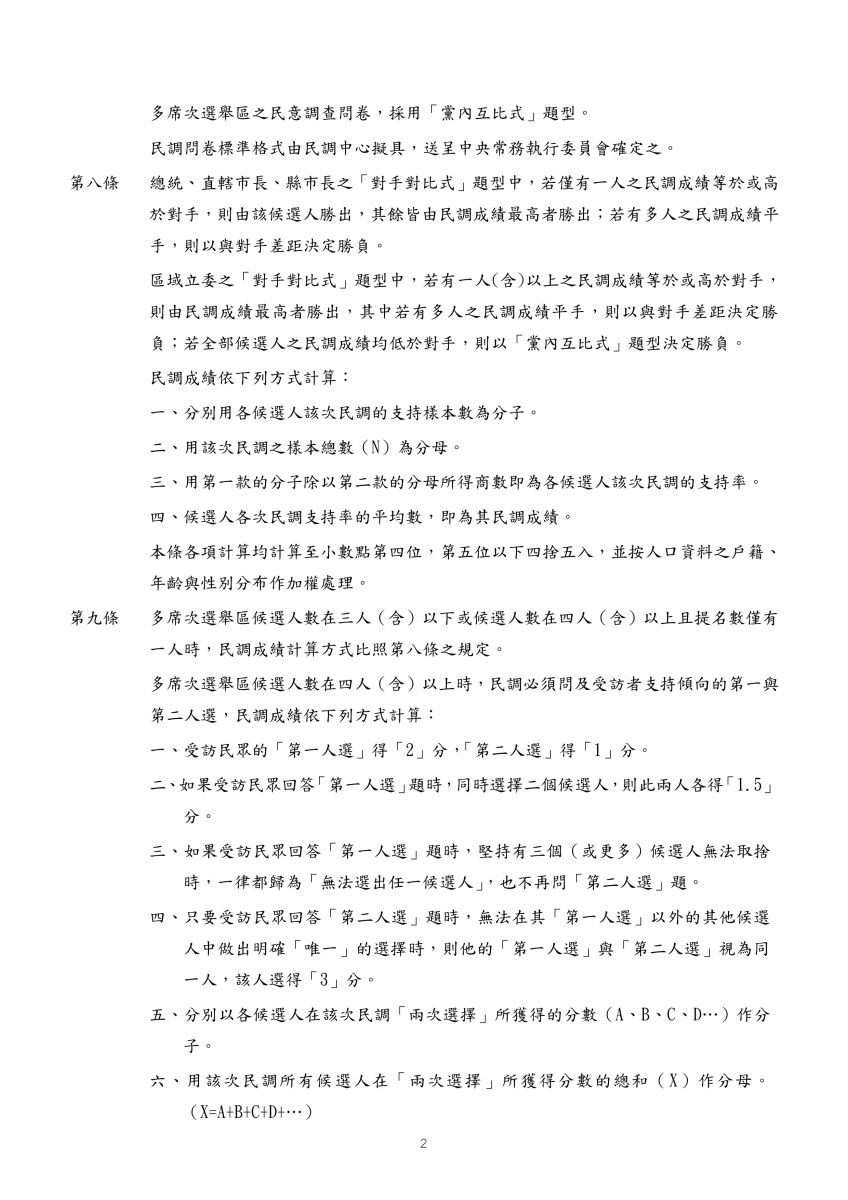 多席次選舉區之民意調查問卷，採用「黨內互比式」題型。
民調問卷標準格式由民調中心擬具，送呈中央常務執行委員會確定之。
第八條 總統、直轄市長、縣市長之「對手對比式」題型中，若僅有一人之民調成績等於或高
於對手，則由該候選人勝出，其餘皆由民調成績最高者勝出；若有多人之民調成績平
手，則以與對手差距決定勝負。
區域立委之「對手對比式」題型中，若有一人(含)以上之民調成績等於或高於對手，
則由民調成績最高者勝出，其中若有多人之民調成績平手，則以與對手差距決定勝
負；若全部候選人之民調成績均低於對手，則以「黨內互比式」題型決定勝負。
民調成績依下列方式計算：
一、分別用各候選人該次民調的支持樣本數為分子。
二、用該次民調之樣本總數（N）為分母。
三、用第一款的分子除以第二款的分母所得商數即為各候選人該次民調的支持率。
四、候選人各次民調支持率的平均數，即為其民調成績。
本條各項計算均計算至小數點第四位，第五位以下四捨五入，並按人口資料之戶籍、
年齡與性別分布作加權處理。
第九條 多席次選舉區候選人數在三人（含）以下或候選人數在四人（含）以上且提名數僅有
一人時，民調成績計算方式比照第八條之規定。
多席次選舉區候選人數在四人（含）以上時，民調必須問及受訪者支持傾向的第一與
第二人選，民調成績依下列方式計算：
一、受訪民眾的「第一人選」得「2」分，「第二人選」得「1」分。
二、如果受訪民眾回答「第一人選」題時，同時選擇二個候選人，則此兩人各得「1.5」
分。
三、如果受訪民眾回答「第一人選」題時，堅持有三個（或更多）候選人無法取捨
時，一律都歸為「無法選出任一候選人」，也不再問「第二人選」題。
四、只要受訪民眾回答「第二人選」題時，無法在其「第一人選」以外的其他候選
人中做出明確「唯一」的選擇時，則他的「第一人選」與「第二人選」視為同
一人，該人選得「3」分。
五、分別以各候選人在該次民調「兩次選擇」所獲得的分數（A、B、C、D…）作分
子。
六、用該次民調所有候選人在「兩次選擇」所獲得分數的總和（X）作分母。
（X=A+B+C+D+…）
2